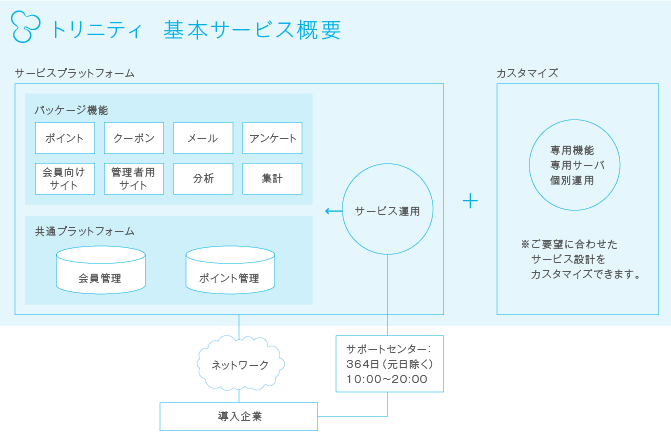 トリニティ 基本サービス概要
サービスプラットフォーム
パッケージ機能
ポイント
クーポン
メール
アンケート
会員向け
サイト
管理者用
サイト
分析
集計
サービス運用
共通プラットフォーム
会員管理
ポイント管理
+
カスタマイズ
専用機能
専用サーバ
個別運用
※ご要望に合わせた
サービス設計を
カスタマイズできます。
ネットワーク
サポートセンター：
364日（元日除く）
10:00～20:00
導入企業